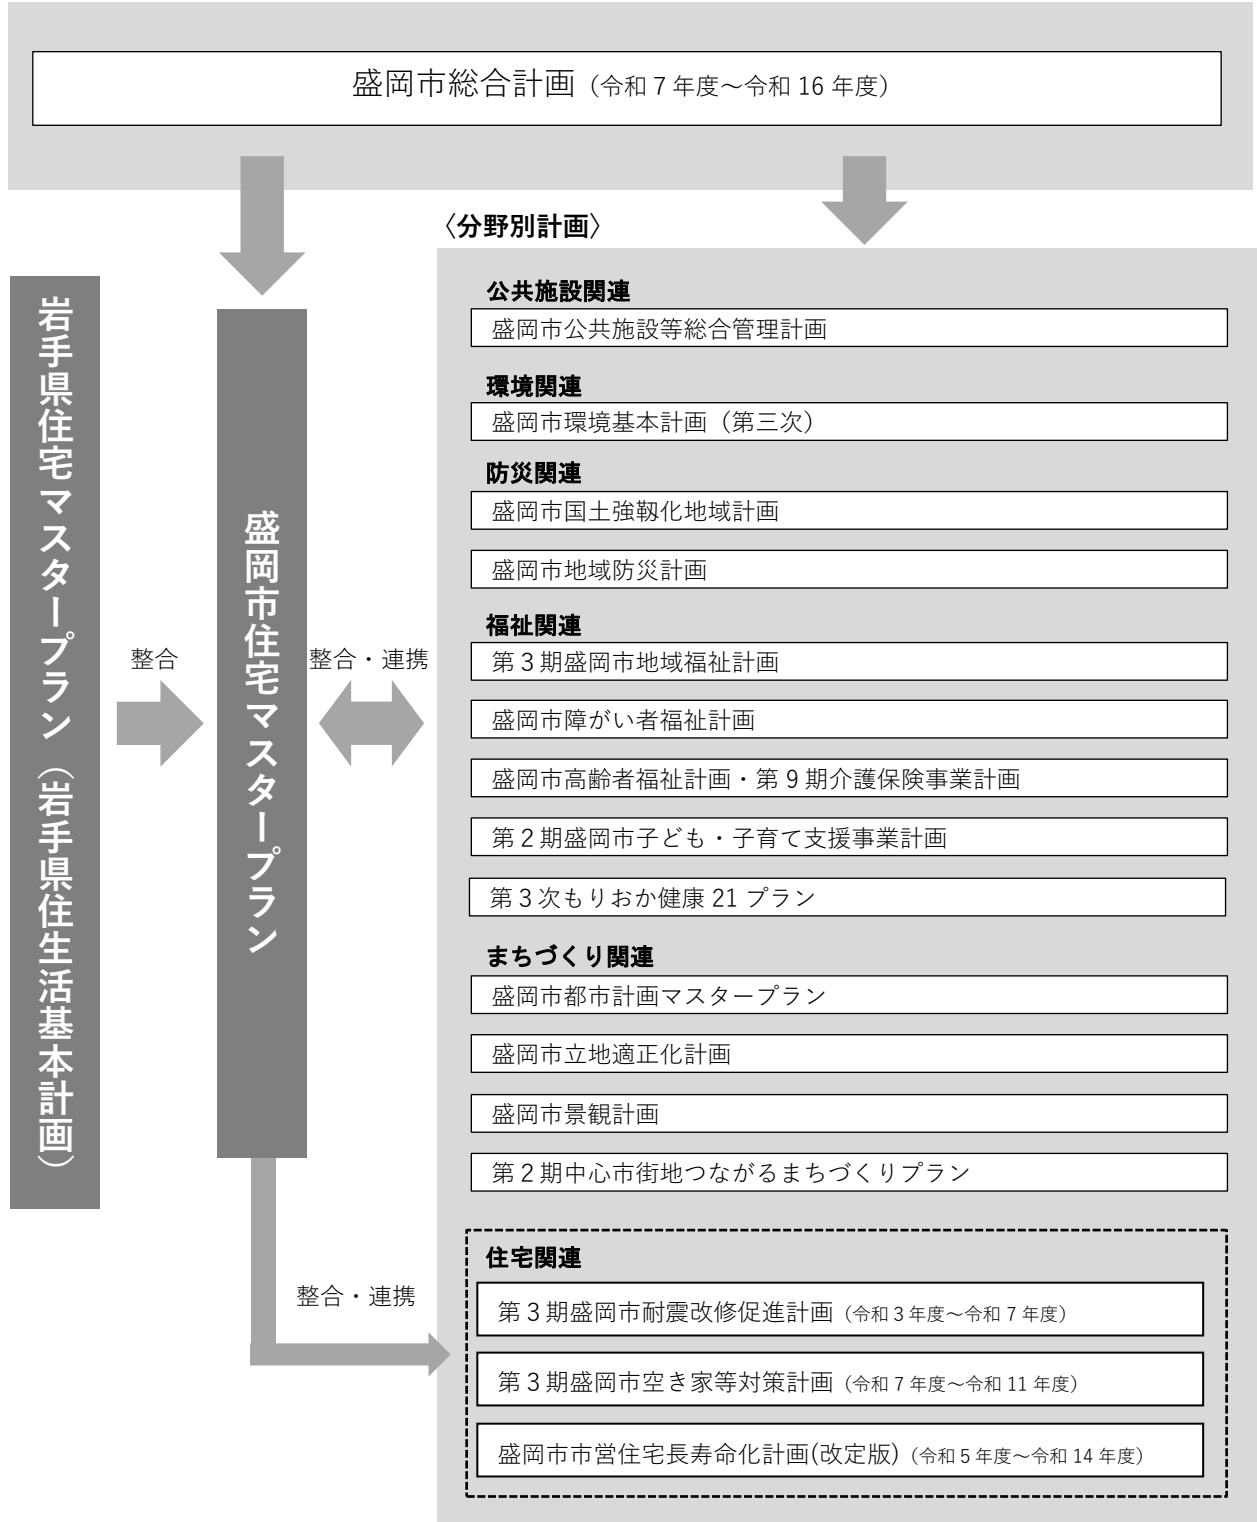 盛岡市総合計画（令和７年度～令和 16 年度）
〈分野別計画〉
岩手県住宅マスタープラン（岩手県住生活基本計画）
整合
盛岡市住宅マスタープラン
整合・連携
公共施設関連
盛岡市公共施設等総合管理計画
環境関連
盛岡市環境基本計画（第三次）
防災関連
盛岡市国土強靱化地域計画
盛岡市地域防災計画
福祉関連
第３期盛岡市地域福祉計画
盛岡市障がい者福祉計画
盛岡市高齢者福祉計画・第９期介護保険事業計画
第２期盛岡市子ども・子育て支援事業計画
第３次もりおか健康 21 プラン
まちづくり関連
盛岡市都市計画マスタープラン
盛岡市立地適正化計画
盛岡市景観計画
第２期中心市街地つながるまちづくりプラン
整合・連携
住宅関連
第３期盛岡市耐震改修促進計画（令和３年度～令和７年度）
第３期盛岡市空き家等対策計画（令和７年度～令和 11 年度）
盛岡市市営住宅長寿命化計画(改定版)（令和５年度～令和 14 年度）